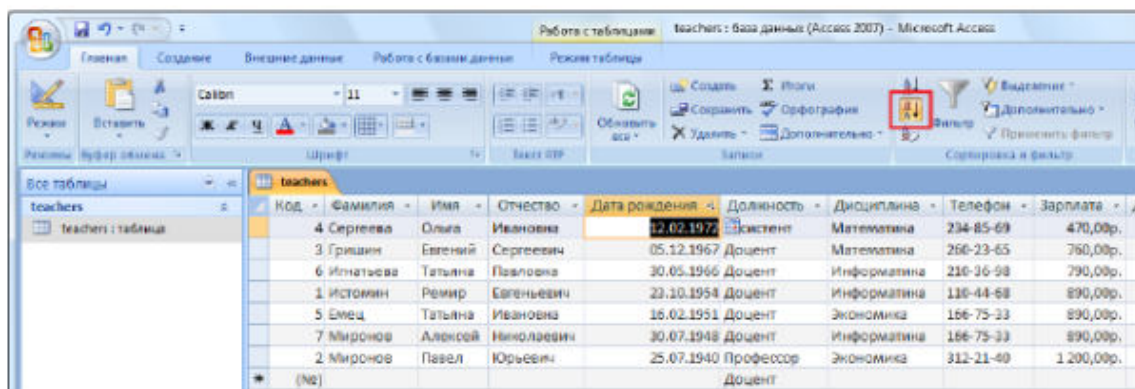 Работа с таблицами
teachers : база данных (Access 2007) - Microsoft Access
Главная Создание Внешние данные Работа с базами данных Режим таблицы
Режим
Вставить
Calibri 11
Ж К Ч
Обновить все
Создать Σ Итоги
Сохранить Орфография
Удалить Дополнительно
Фильтр
Выделение
Дополнительно
Применить фильтр
Режимы Буфер обмена Шрифт Текст RTF Записи Сортировка и фильтр
Все таблицы
teachers
teachers : таблица
teachers
Код Фамилия Имя Отчество Дата рождения Должность Дисциплина Телефон Зарплата
4 Сергеева Ольга Ивановна 12.02.1972 систент Математика 234-85-69 470,00р.
3 Гришин Евгений Сергеевич 05.12.1967 Доцент Математика 260-23-65 760,00р.
6 Игнатьева Татьяна Павловна 30.05.1966 Доцент Информатика 210-36-98 790,00р.
1 Истомин Ремир Евгеньевич 23.10.1954 Доцент Информатика 110-44-68 890,00р.
5 Емец Татьяна Ивановна 16.02.1951 Доцент Экономика 166-75-33 890,00р.
7 Миронов Алексей Николаевич 30.07.1948 Доцент Информатика 166-75-33 890,00р.
2 Миронов Павел Юрьевич 25.07.1940 Профессор Экономика 312-21-40 1 200,00р.
(№) Доцент